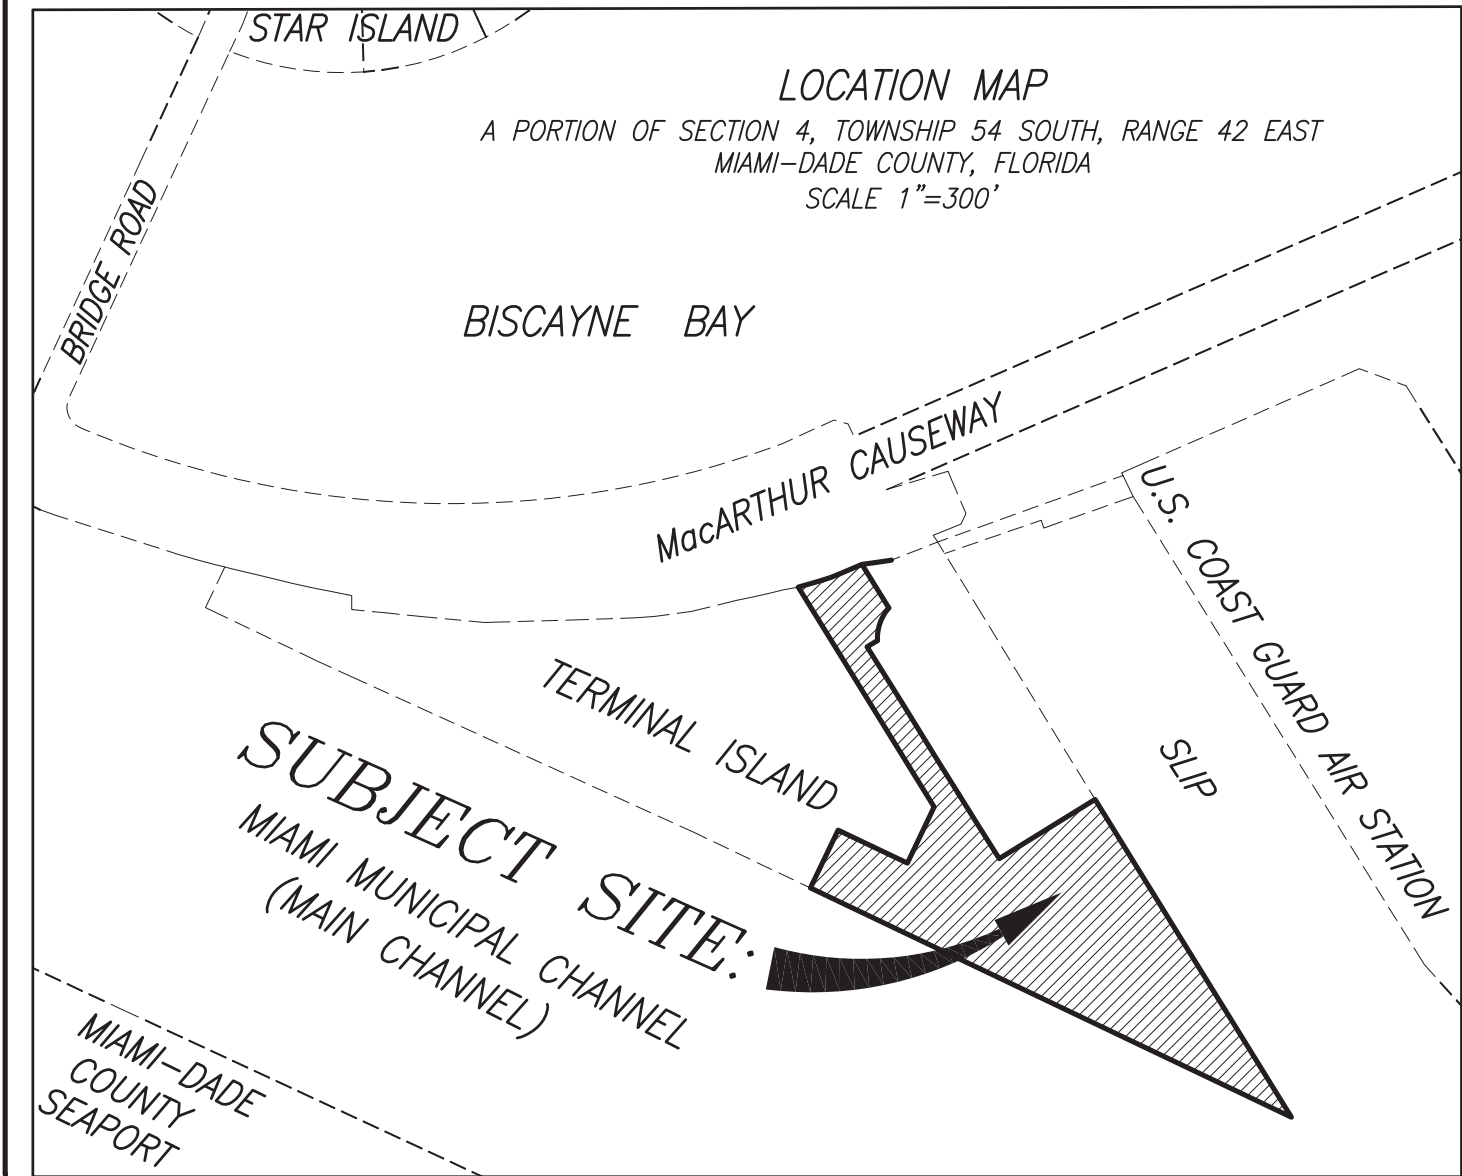 STAR ISLAND
LOCATION MAP
A PORTION OF SECTION 4, TOWNSHIP 54 SOUTH, RANGE 42 EAST
MIAMI-DADE COUNTY, FLORIDA
SCALE 1"=300'
BRIDGE ROAD
BISCAYNE BAY
MacARTHUR CAUSEWAY
U.S. COAST GUARD AIR STATION
TERMINAL ISLAND
SLIP
SUBJECT SITE:
MIAMI MUNICIPAL CHANNEL
(MAIN CHANNEL)
MIAMI-DADE
COUNTY
SEAPORT